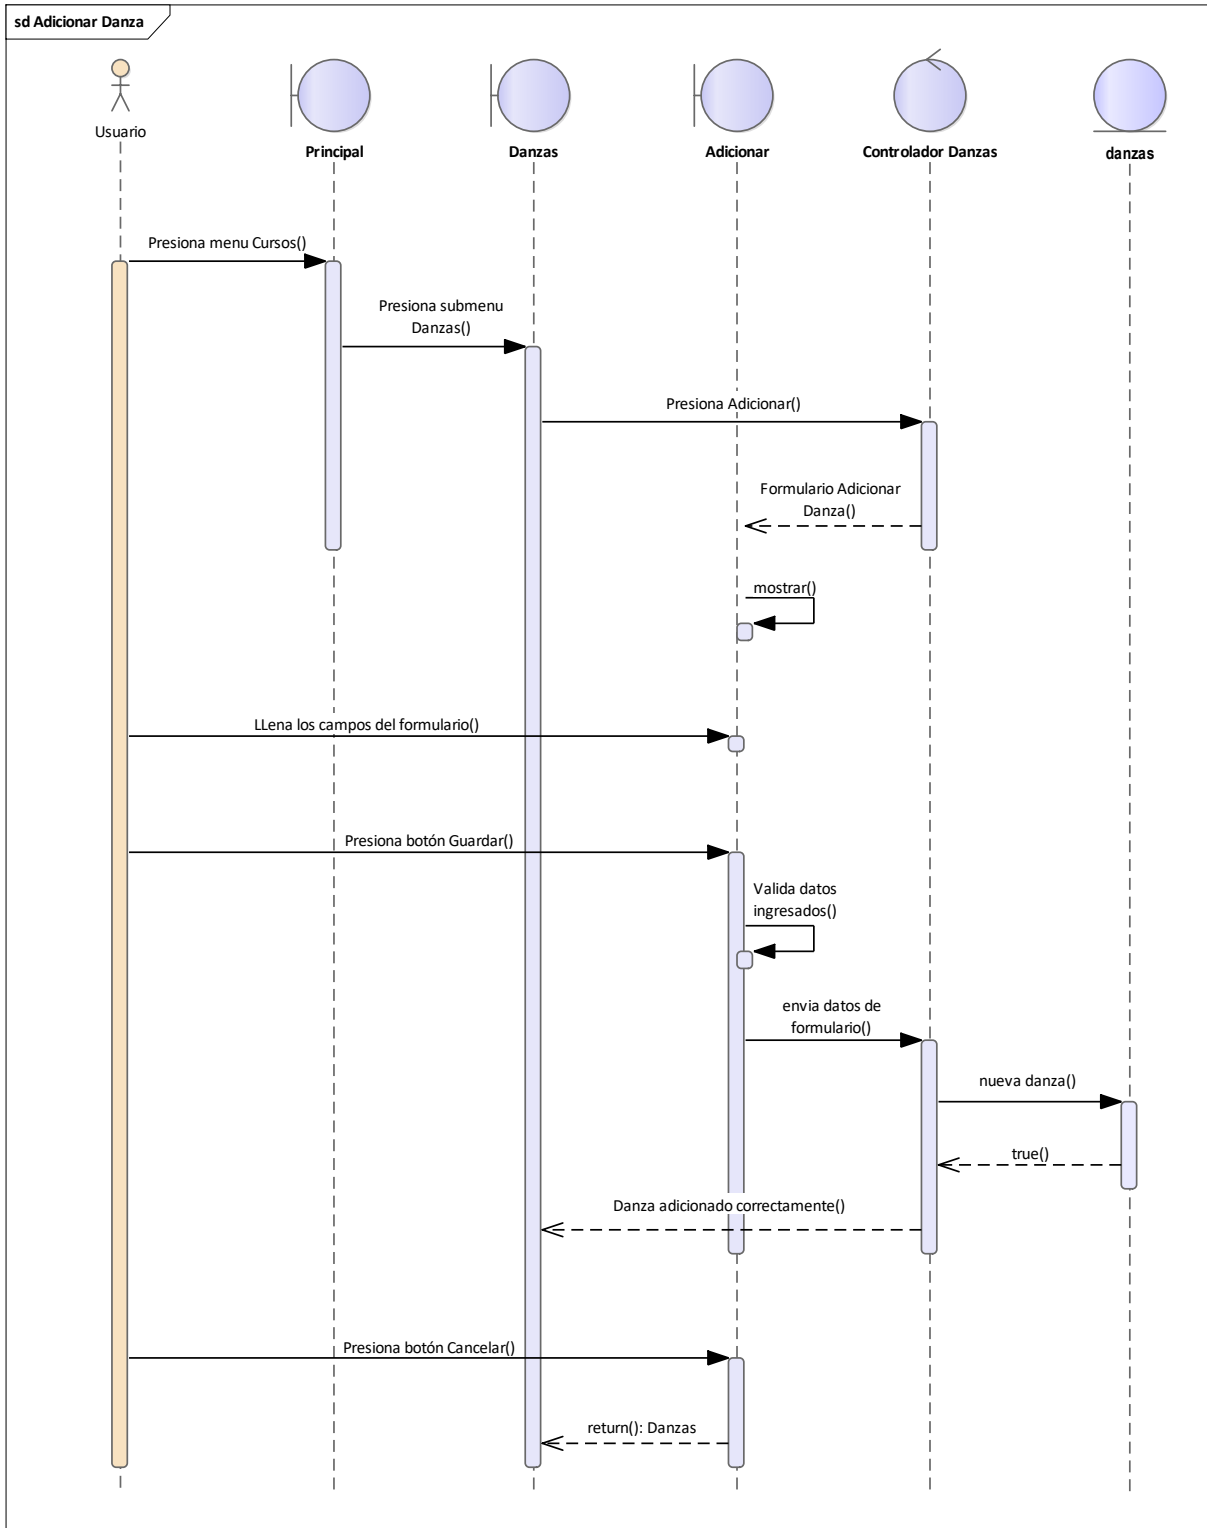 sd Adicionar Danza
Usuario
Principal
Danzas
Adicionar
Controlador Danzas
danzas
Presiona menu Cursos()
Presiona submenu
Danzas()
Presiona Adicionar()
Formulario Adicionar
Danza()
mostrar()
LLena los campos del formulario()
Presiona botón Guardar()
Valida datos
ingresados()
envia datos de
formulario()
nueva danza()
true()
Danza adicionado correctamente()
Presiona botón Cancelar()
return(): Danzas